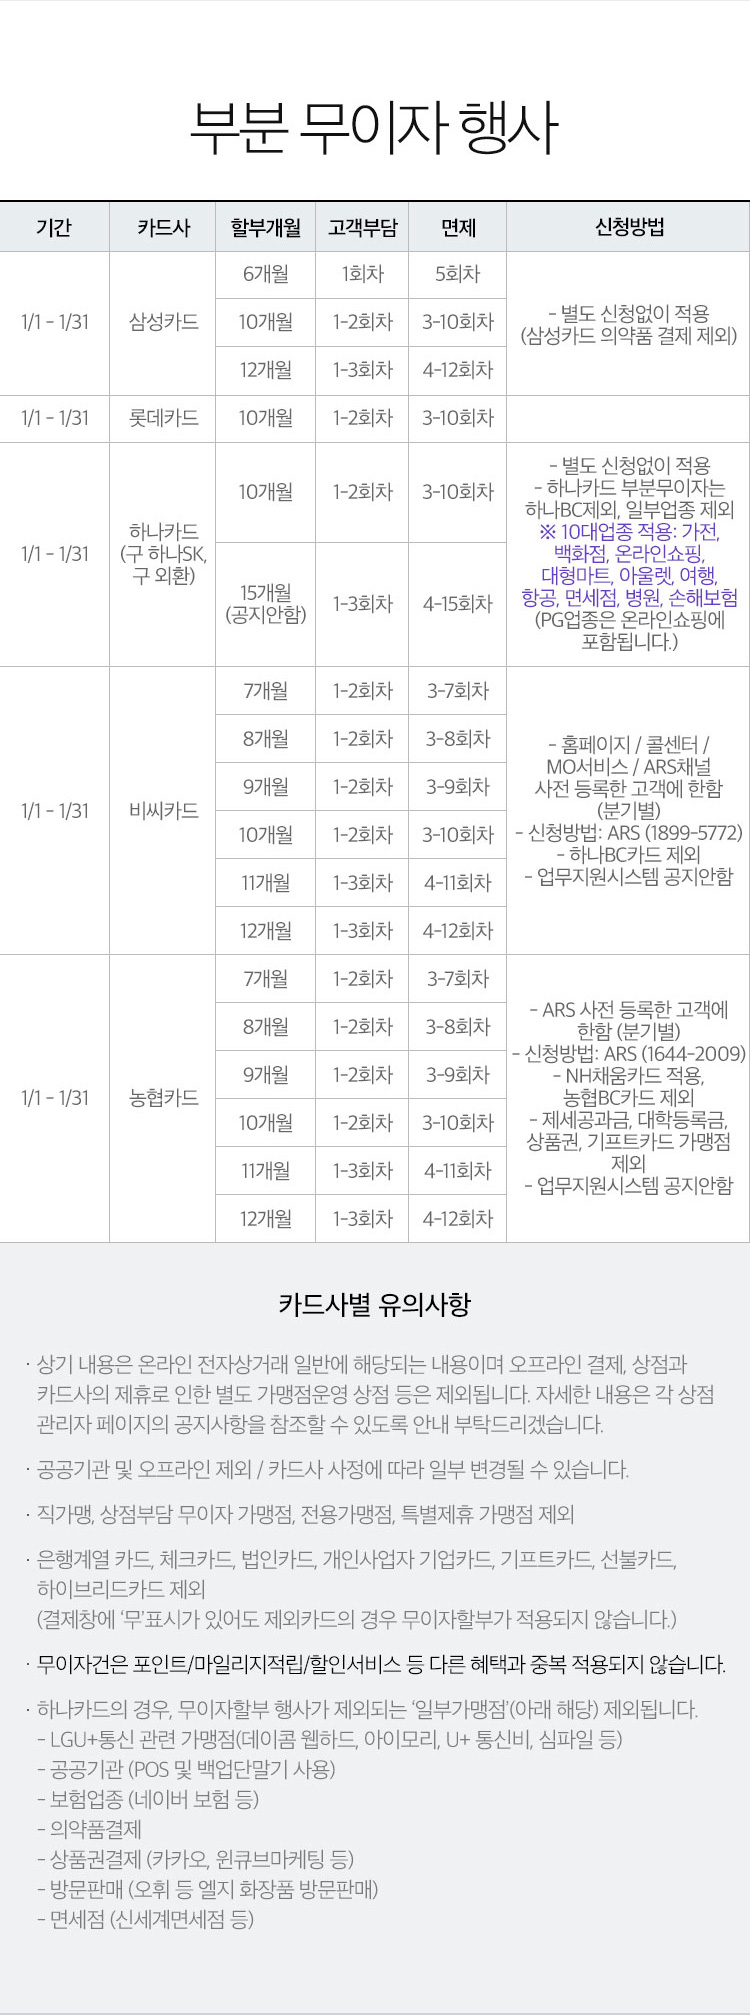 부분 무이자 행사
기간 카드사 할부개월 고객부담 면제 신청방법
1/1 - 1/31 삼성카드
6개월 1회차 5회차
10개월 1-2회차 3-10회차
12개월 1-3회차 4-12회차
- 별도 신청없이 적용
(삼성카드 의약품 결제 제외)
1/1 - 1/31 롯데카드 10개월 1-2회차 3-10회차
1/1 - 1/31
하나카드
(구 하나SK,
구 외환)
10개월 1-2회차 3-10회차
15개월
(공지안함)
1-3회차 4-15회차
- 별도 신청없이 적용
- 하나카드 부분무이자는
하나BC제외, 일부업종 제외
※ 10대업종 적용: 가전,
백화점, 온라인쇼핑,
대형마트, 아울렛, 여행,
항공, 면세점, 병원, 손해보험
(PG업종은 온라인쇼핑에
포함됩니다.)
1/1 - 1/31 비씨카드
7개월 1-2회차 3-7회차
8개월 1-2회차 3-8회차
9개월 1-2회차 3-9회차
10개월 1-2회차 3-10회차
11개월 1-3회차 4-11회차
12개월 1-3회차 4-12회차
- 홈페이지 / 콜센터 /
MO서비스 / ARS채널
사전 등록한 고객에 한함
(분기별)
- 신청방법: ARS (1899-5772)
- 하나BC카드 제외
- 업무지원시스템 공지안함
1/1 - 1/31 농협카드
7개월 1-2회차 3-7회차
8개월 1-2회차 3-8회차
9개월 1-2회차 3-9회차
10개월 1-2회차 3-10회차
11개월 1-3회차 4-11회차
12개월 1-3회차 4-12회차
- ARS 사전 등록한 고객에
한함 (분기별)
- 신청방법: ARS (1644-2009)
- NH채움카드 적용,
농협BC카드 제외
- 제세공과금, 대학등록금,
상품권, 기프트카드 가맹점
제외
- 업무지원시스템 공지안함
카드사별 유의사항
· 상기 내용은 온라인 전자상거래 일반에 해당되는 내용이며 오프라인 결제, 상점과
카드사의 제휴로 인한 별도 가맹점운영 상점 등은 제외됩니다. 자세한 내용은 각 상점
관리자 페이지의 공지사항을 참조할 수 있도록 안내 부탁드리겠습니다.
· 공공기관 및 오프라인 제외 / 카드사 사정에 따라 일부 변경될 수 있습니다.
· 직가맹, 상점부담 무이자 가맹점, 전용가맹점, 특별제휴 가맹점 제외
· 은행계열 카드, 체크카드, 법인카드, 개인사업자 기업카드, 기프트카드, 선불카드,
하이브리드카드 제외
(결제창에 ‘무’표시가 있어도 제외카드의 경우 무이자할부가 적용되지 않습니다.)
· 무이자건은 포인트/마일리지적립/할인서비스 등 다른 혜택과 중복 적용되지 않습니다.
· 하나카드의 경우, 무이자할부 행사가 제외되는 ‘일부가맹점’(아래 해당) 제외됩니다.
- LGU+통신 관련 가맹점(데이콤 웹하드, 아이모리, U+ 통신비, 심파일 등)
- 공공기관 (POS 및 백업단말기 사용)
- 보험업종 (네이버 보험 등)
- 의약품결제
- 상품권결제 (카카오, 윈큐브마케팅 등)
- 방문판매 (오휘 등 엘지 화장품 방문판매)
- 면세점 (신세계면세점 등)